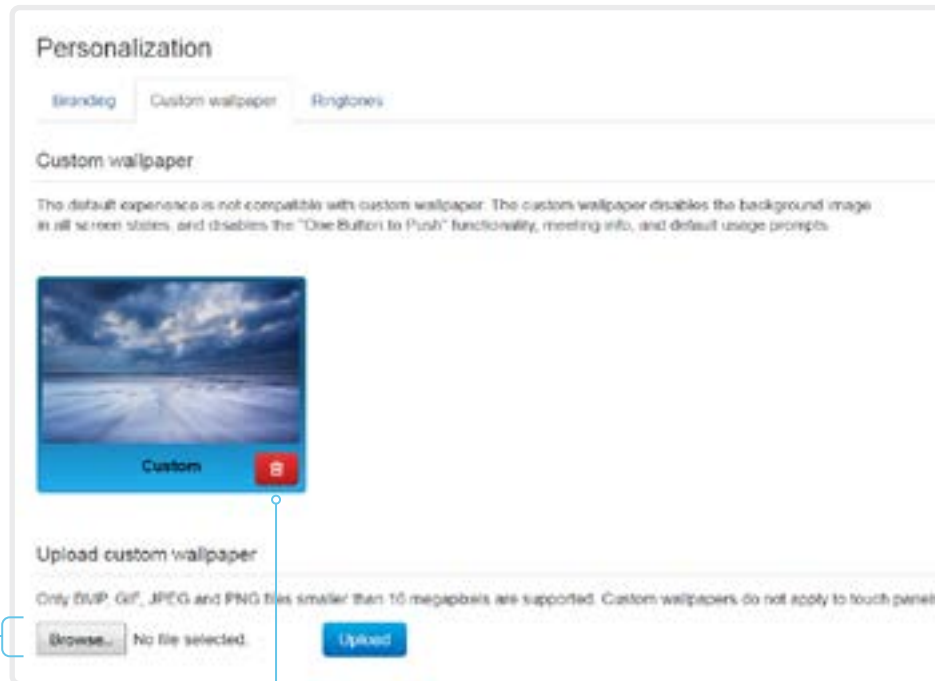 Personalization
Branding Custom wallpaper Ringtones
Custom wallpaper
The default experience is not compatible with custom wallpaper. The custom wallpaper disables the background image
in all screen states, and disables the "One Button to Push" functionality, meeting info, and default usage prompts.
Custom
Upload custom wallpaper
Only BMP, GIF, JPEG and PNG files smaller than 16 megapixels are supported. Custom wallpapers do not apply to touch panels
Browse... No file selected. Upload